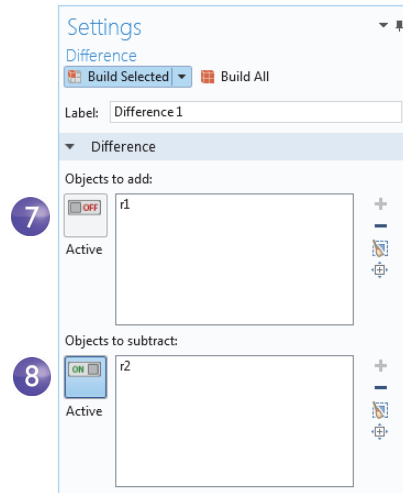 Settings
Difference
Build Selected Build All
Label: Difference 1
Difference
Objects to add:
7
OFF
r1
Active
Objects to subtract:
8
ON
r2
Active